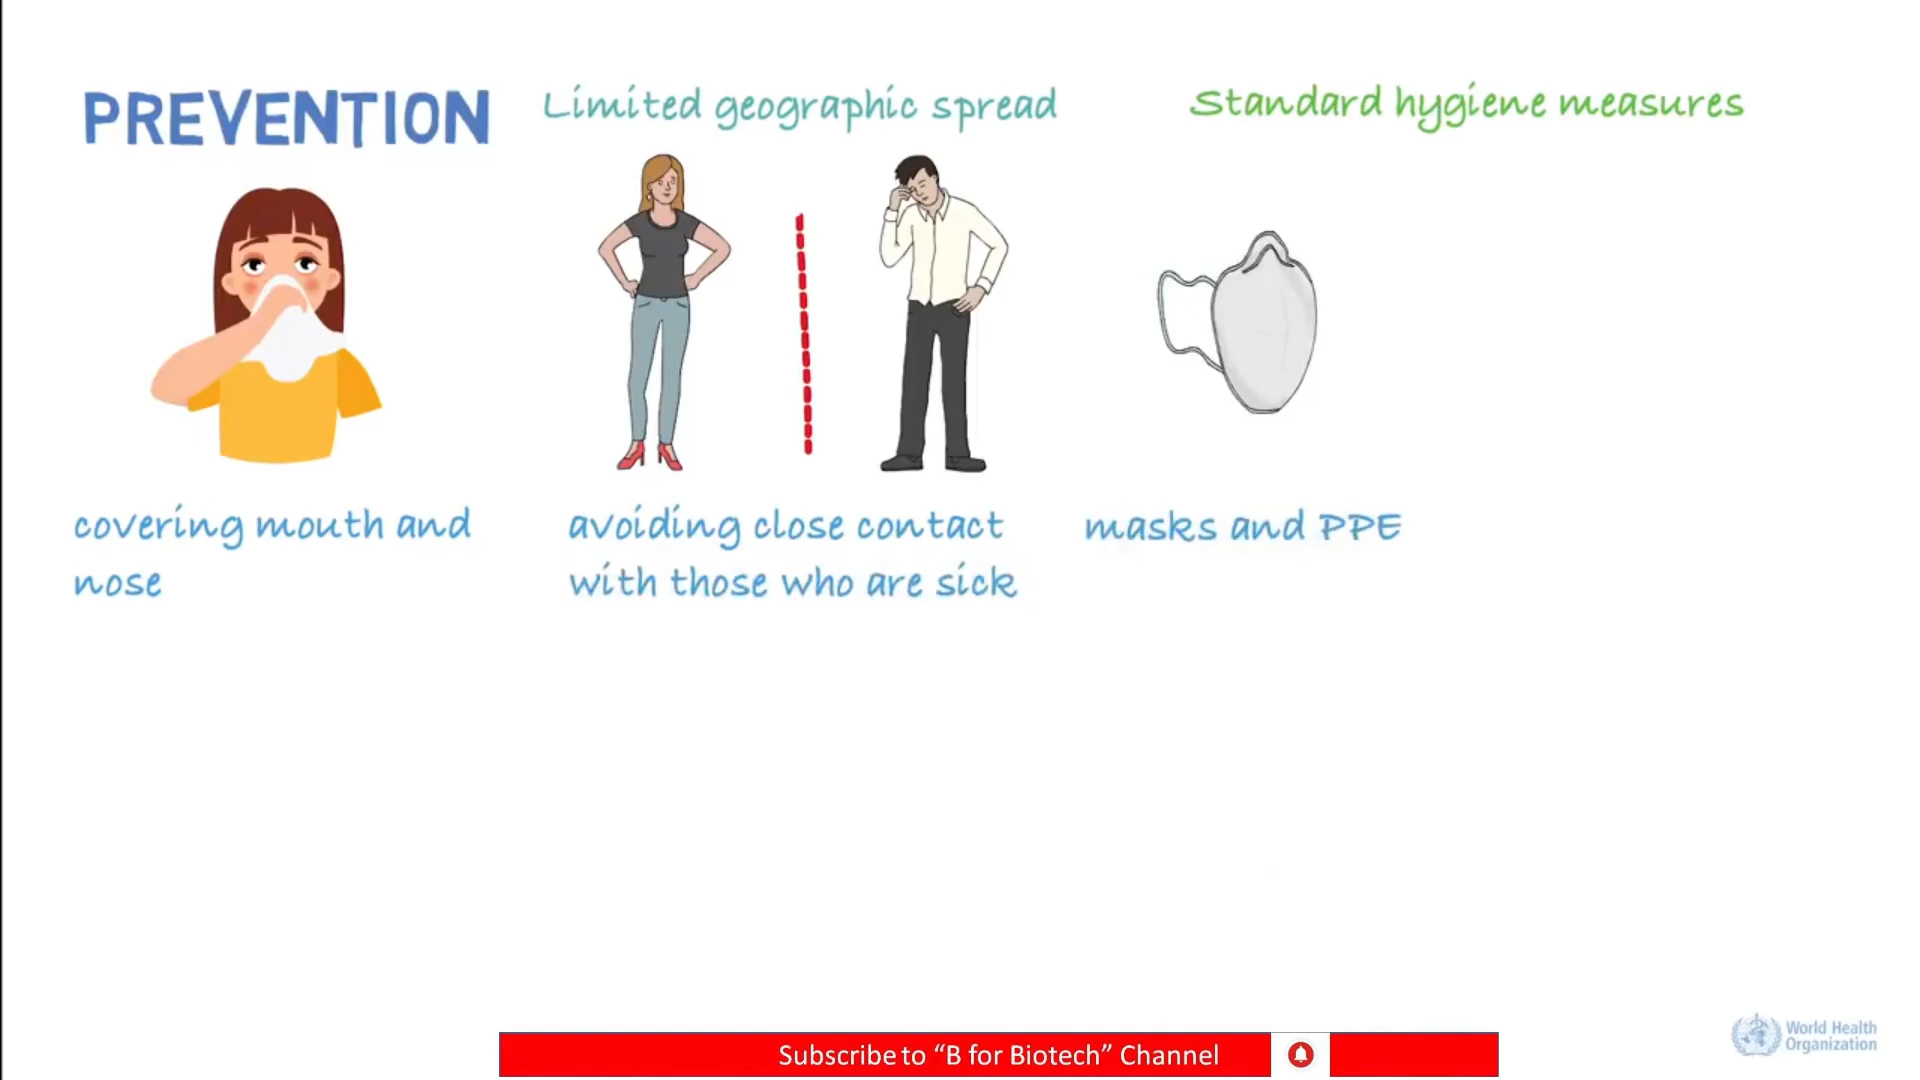 PREVENTION
Limited geographic spread
Standard hygiene measures
covering mouth and
nose
avoiding close contact
with those who are sick
masks and PPE
Subscribe to “B for Biotech” Channel
World Health
Organization